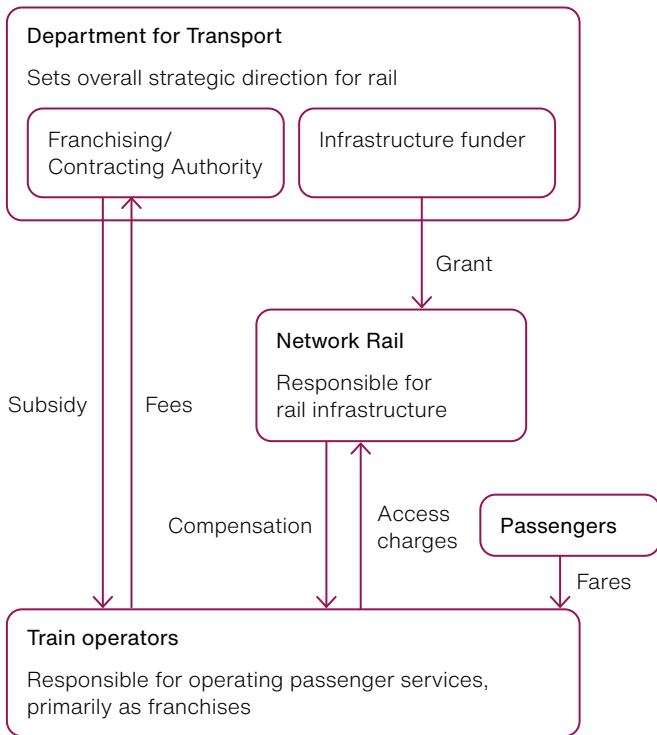 Department for Transport
Sets overall strategic direction for rail
Franchising/
Contracting Authority
Infrastructure funder
Grant
Network Rail
Responsible for
rail infrastructure
Subsidy
Fees
Compensation
Access
charges
Passengers
Fares
Train operators
Responsible for operating passenger services,
primarily as franchises